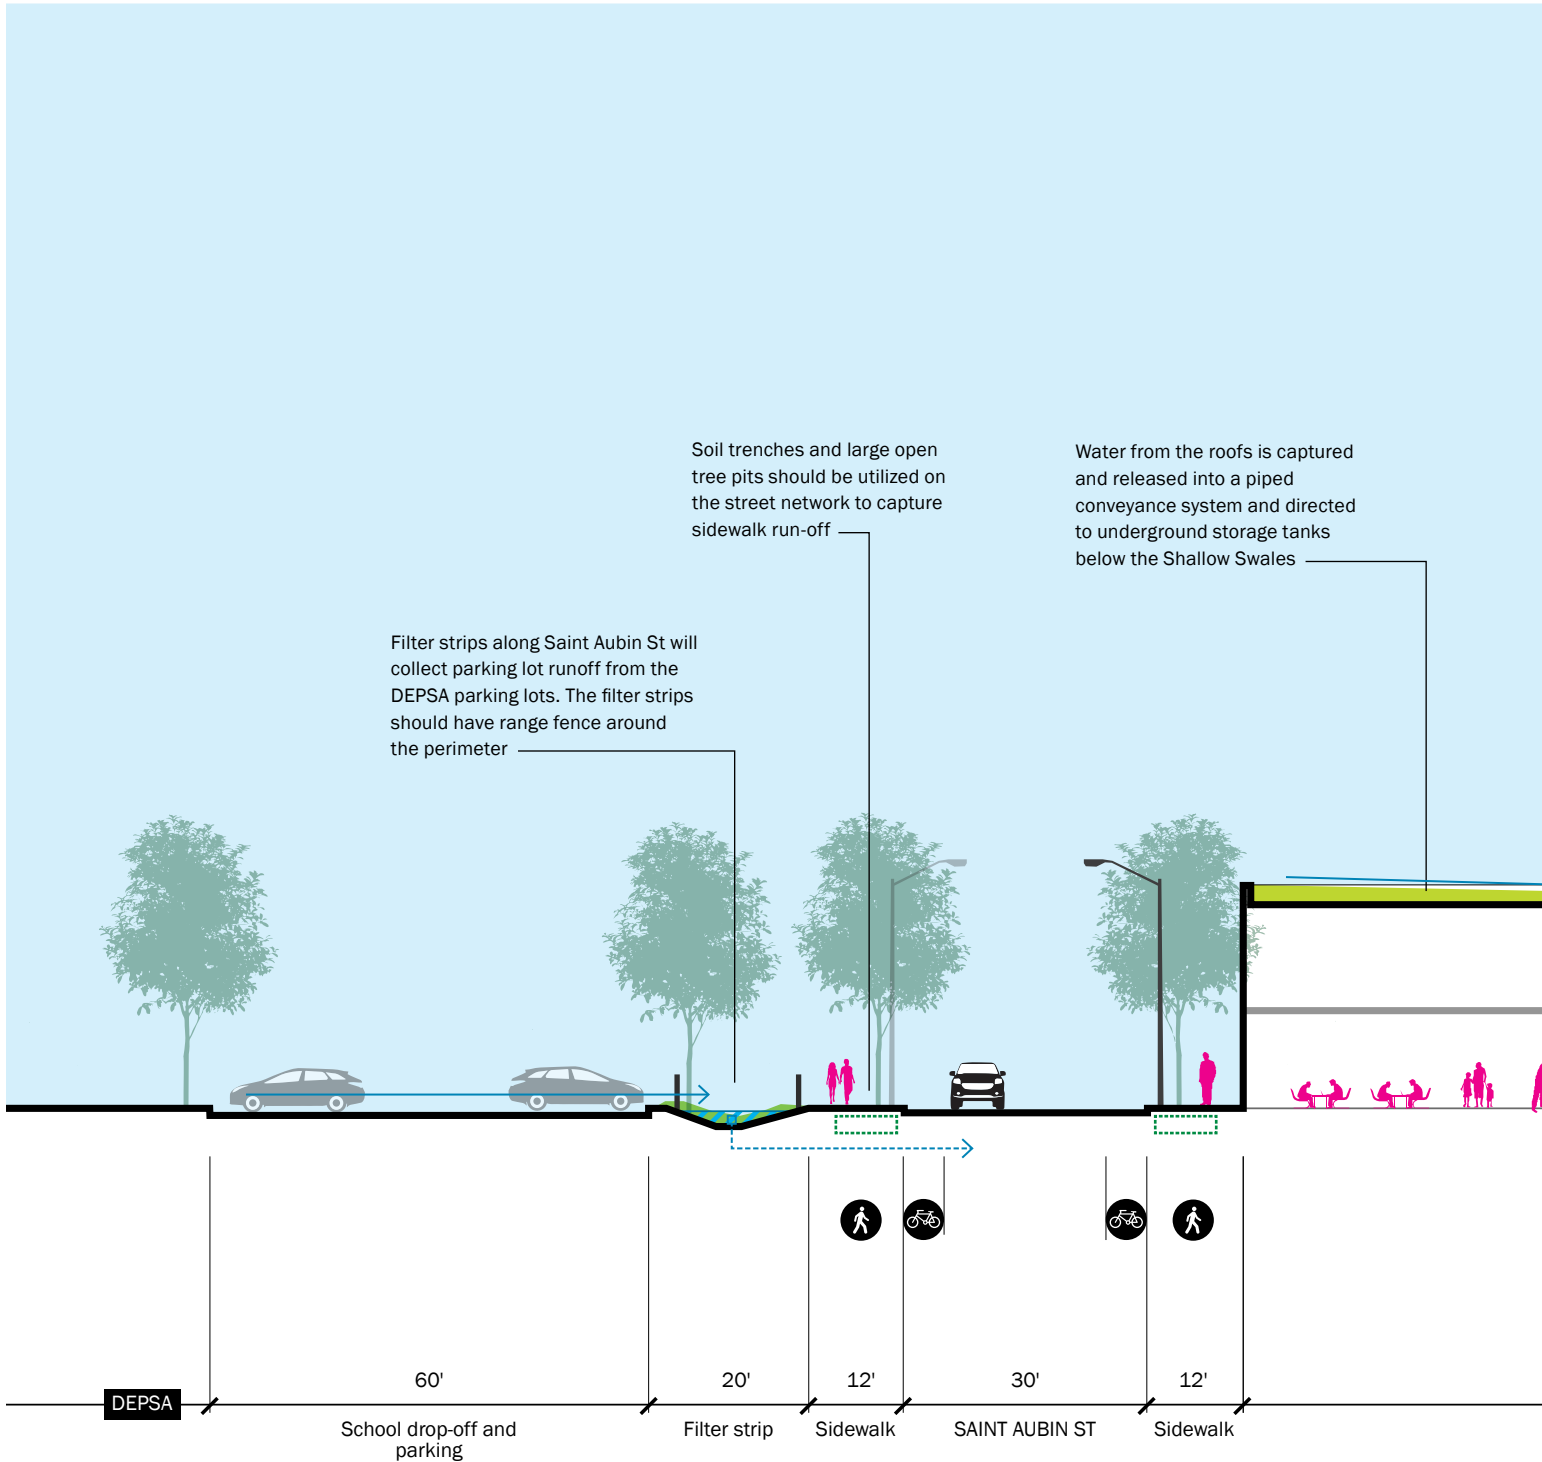 Soil trenches and large open
tree pits should be utilized on
the street network to capture
sidewalk run-off
Water from the roofs is captured
and released into a piped
conveyance system and directed
to underground storage tanks
below the Shallow Swales
Filter strips along Saint Aubin St will
collect parking lot runoff from the
DEPSA parking lots. The filter strips
should have range fence around
the perimeter
60'
20'
12'
30'
12'
DEPSA
School drop-off and
parking
Filter strip
Sidewalk
SAINT AUBIN ST
Sidewalk